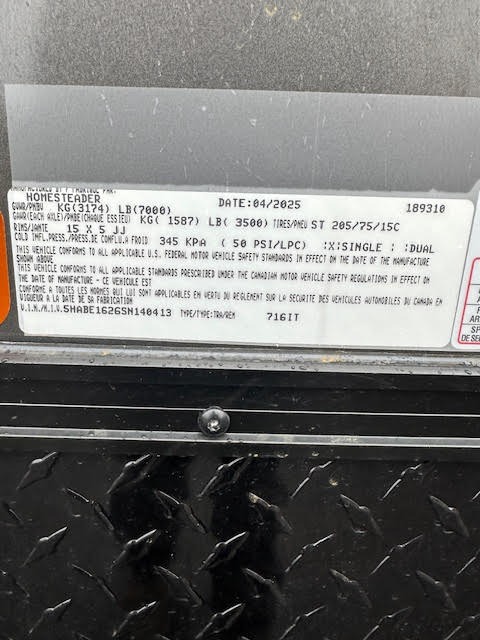 MANUFACTURED BY / FABRIQUE PAR:
HOMESTEADER DATE:04/2025 189310
GVWR/PNBV KG(3174) LB(7000)
GAWR(EACH AXLE)/PNBE(CHAQUE ESSIEU) KG( 1587) LB( 3500) TIRES/PNEU ST 205/75/15C
RIMS/JANTE 15 X 5 JJ
COLD INFL.PRESS./PRESS.DE CONFL.A FROID 345 KPA ( 50 PSI/LPC) :X:SINGLE : :DUAL
THIS VEHICLE CONFORMS TO ALL APPLICABLE U.S. FEDERAL MOTOR VEHICLE SAFETY STANDARDS IN EFFECT ON THE DATE OF THE MANUFACTURE
SHOWN ABOVE
THIS VEHICLE CONFORMS TO ALL APPLICABLE STANDARDS PRESCRIBED UNDER THE CANADIAN MOTOR VEHICLE SAFETY REGULATIONS IN EFFECT ON
THE DATE OF MANUFACTURE - CE VEHICULE EST
CONFORME A TOUTES LES NORMES QUI LUI SONT APPLICABLES EN VERTU DU REGLEMENT SUR LA SECURITE DES VEHICULES AUTOMOBILES DU CANADA EN
VIGUEUR A LA DATE DE SA FABRICATION
V.I.N./N.I.V. 5HABE1626SN140413 TYPE/TYPE:TRA/REM 716IT